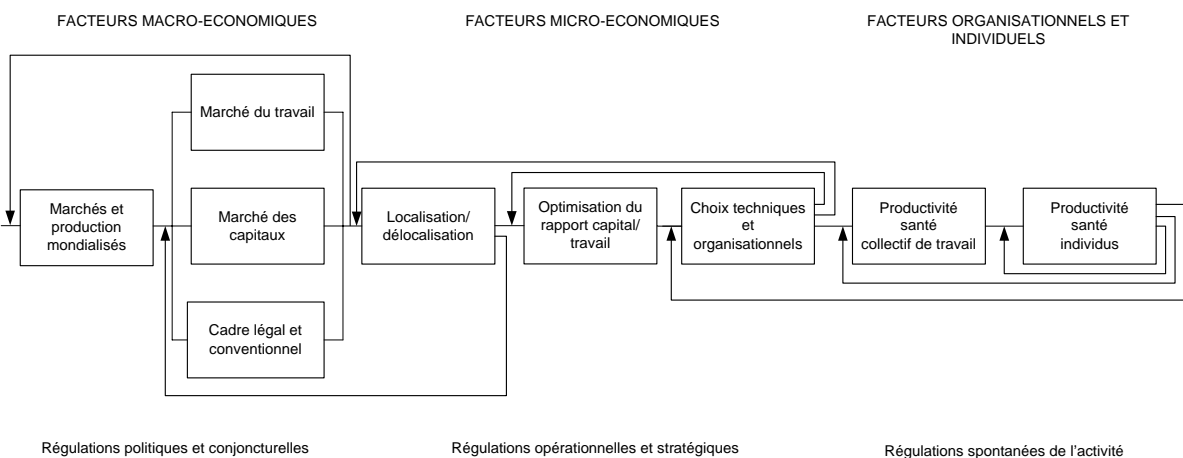 FACTEURS MACRO-ECONOMIQUES
FACTEURS MICRO-ECONOMIQUES
FACTEURS ORGANISATIONNELS ET
INDIVIDUELS
Marché du travail
Marchés et
production
mondialisés
Marché des
capitaux
Cadre légal et
conventionnel
Localisation/
délocalisation
Optimisation du
rapport capital/
travail
Choix techniques
et
organisationnels
Productivité
santé
collectif de travail
Productivité
santé
individus
Régulations politiques et conjoncturelles
Régulations opérationnelles et stratégiques
Régulations spontanées de l'activité